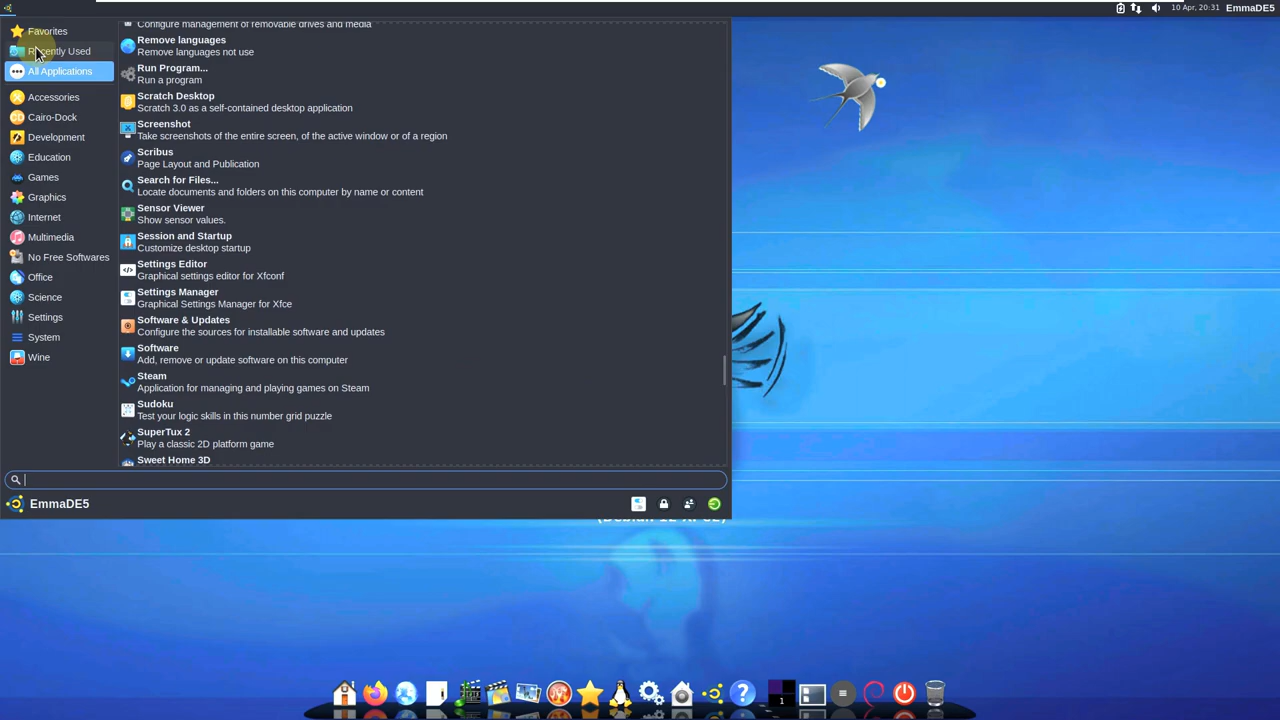 10 Apr, 20:31 EmmaDE5
Favorites
Recently Used
All Applications
Accessories
Cairo-Dock
Development
Education
Games
Graphics
Internet
Multimedia
No Free Softwares
Office
Science
Settings
System
Wine
Configure management of removable drives and media
Remove languages
Remove languages not use
Run Program...
Run a program
Scratch Desktop
Scratch 3.0 as a self-contained desktop application
Screenshot
Take screenshots of the entire screen, of the active window or of a region
Scribus
Page Layout and Publication
Search for Files...
Locate documents and folders on this computer by name or content
Sensor Viewer
Show sensor values.
Session and Startup
Customize desktop startup
Settings Editor
Graphical settings editor for Xfconf
Settings Manager
Graphical Settings Manager for Xfce
Software & Updates
Configure the sources for installable software and updates
Software
Add, remove or update software on this computer
Steam
Application for managing and playing games on Steam
Sudoku
Test your logic skills in this number grid puzzle
SuperTux 2
Play a classic 2D platform game
Sweet Home 3D
EmmaDE5
1